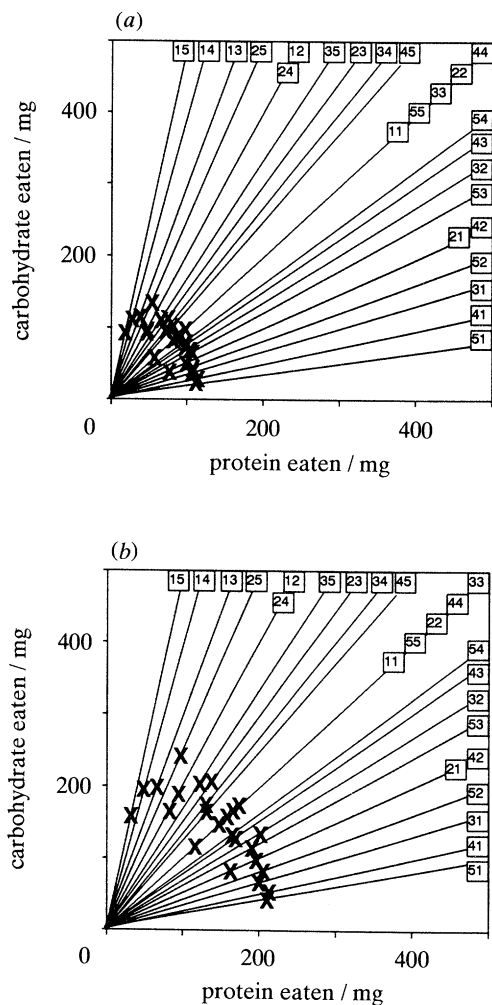 (a)
15 14 13 25 12 35 23 34 45 44
24 22
33
400 55
11 54
43
32
53
200 21 42
52
31
41
51
carbohydrate eaten / mg
0 200 400
protein eaten / mg
(b)
15 14 13 25 12 35 23 34 45 33
24 44
22
400 55
11 54
43
32
53
42
200 21
52
31
41
51
carbohydrate eaten / mg
0 200 400
protein eaten / mg